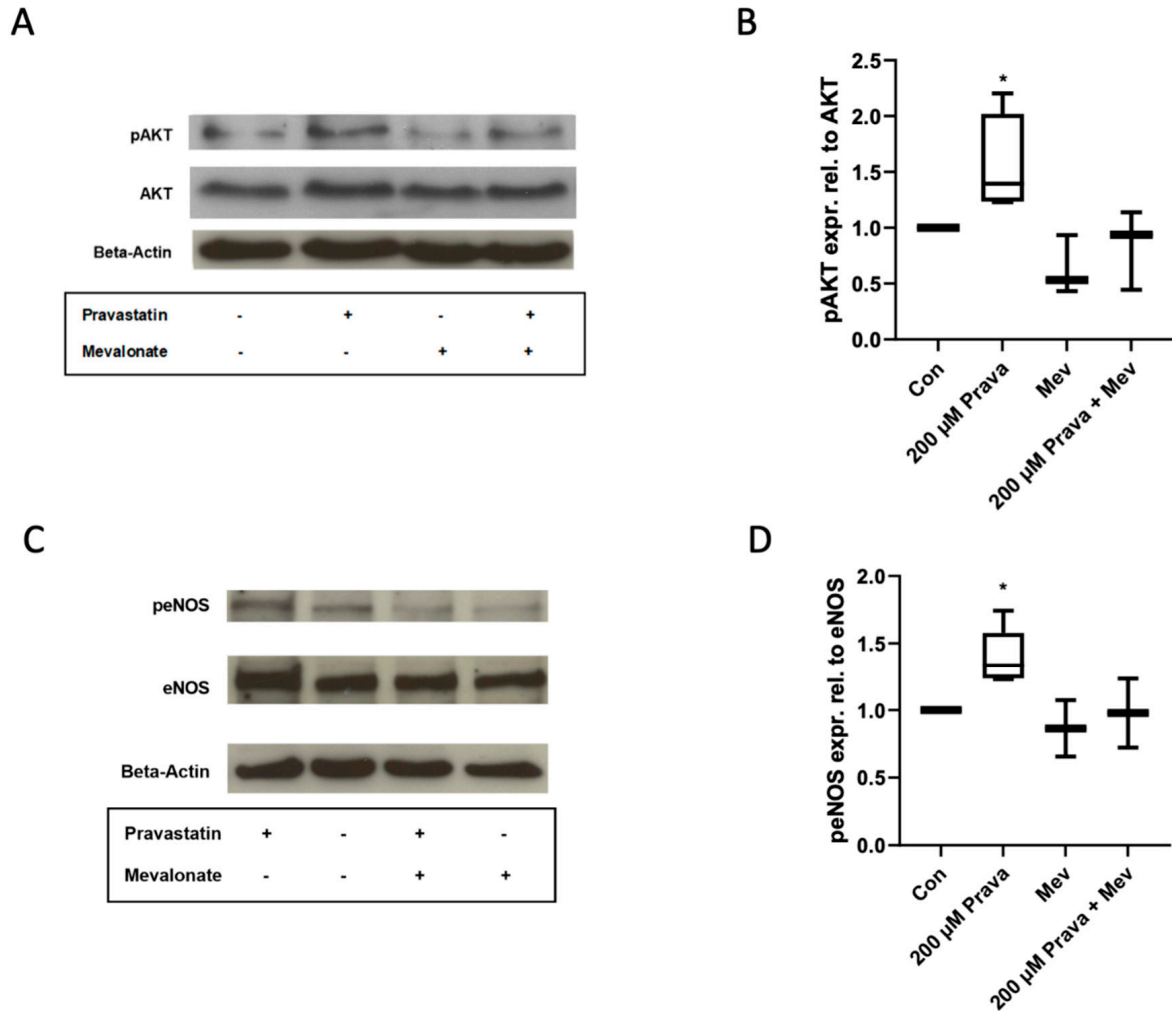 A
pAKT
AKT
Beta-Actin
Pravastatin - + - +
Mevalonate - - + +
B
pAKT expr. rel. to AKT
2.5
2.0
1.5
1.0
0.5
0.0
*
Con
200 µM Prava
Mev
200 µM Prava + Mev
C
peNOS
eNOS
Beta-Actin
Pravastatin + - + -
Mevalonate - - + +
D
peNOS expr. rel. to eNOS
2.0
1.5
1.0
0.5
0.0
*
Con
200 µM Prava
Mev
200 µM Prava + Mev